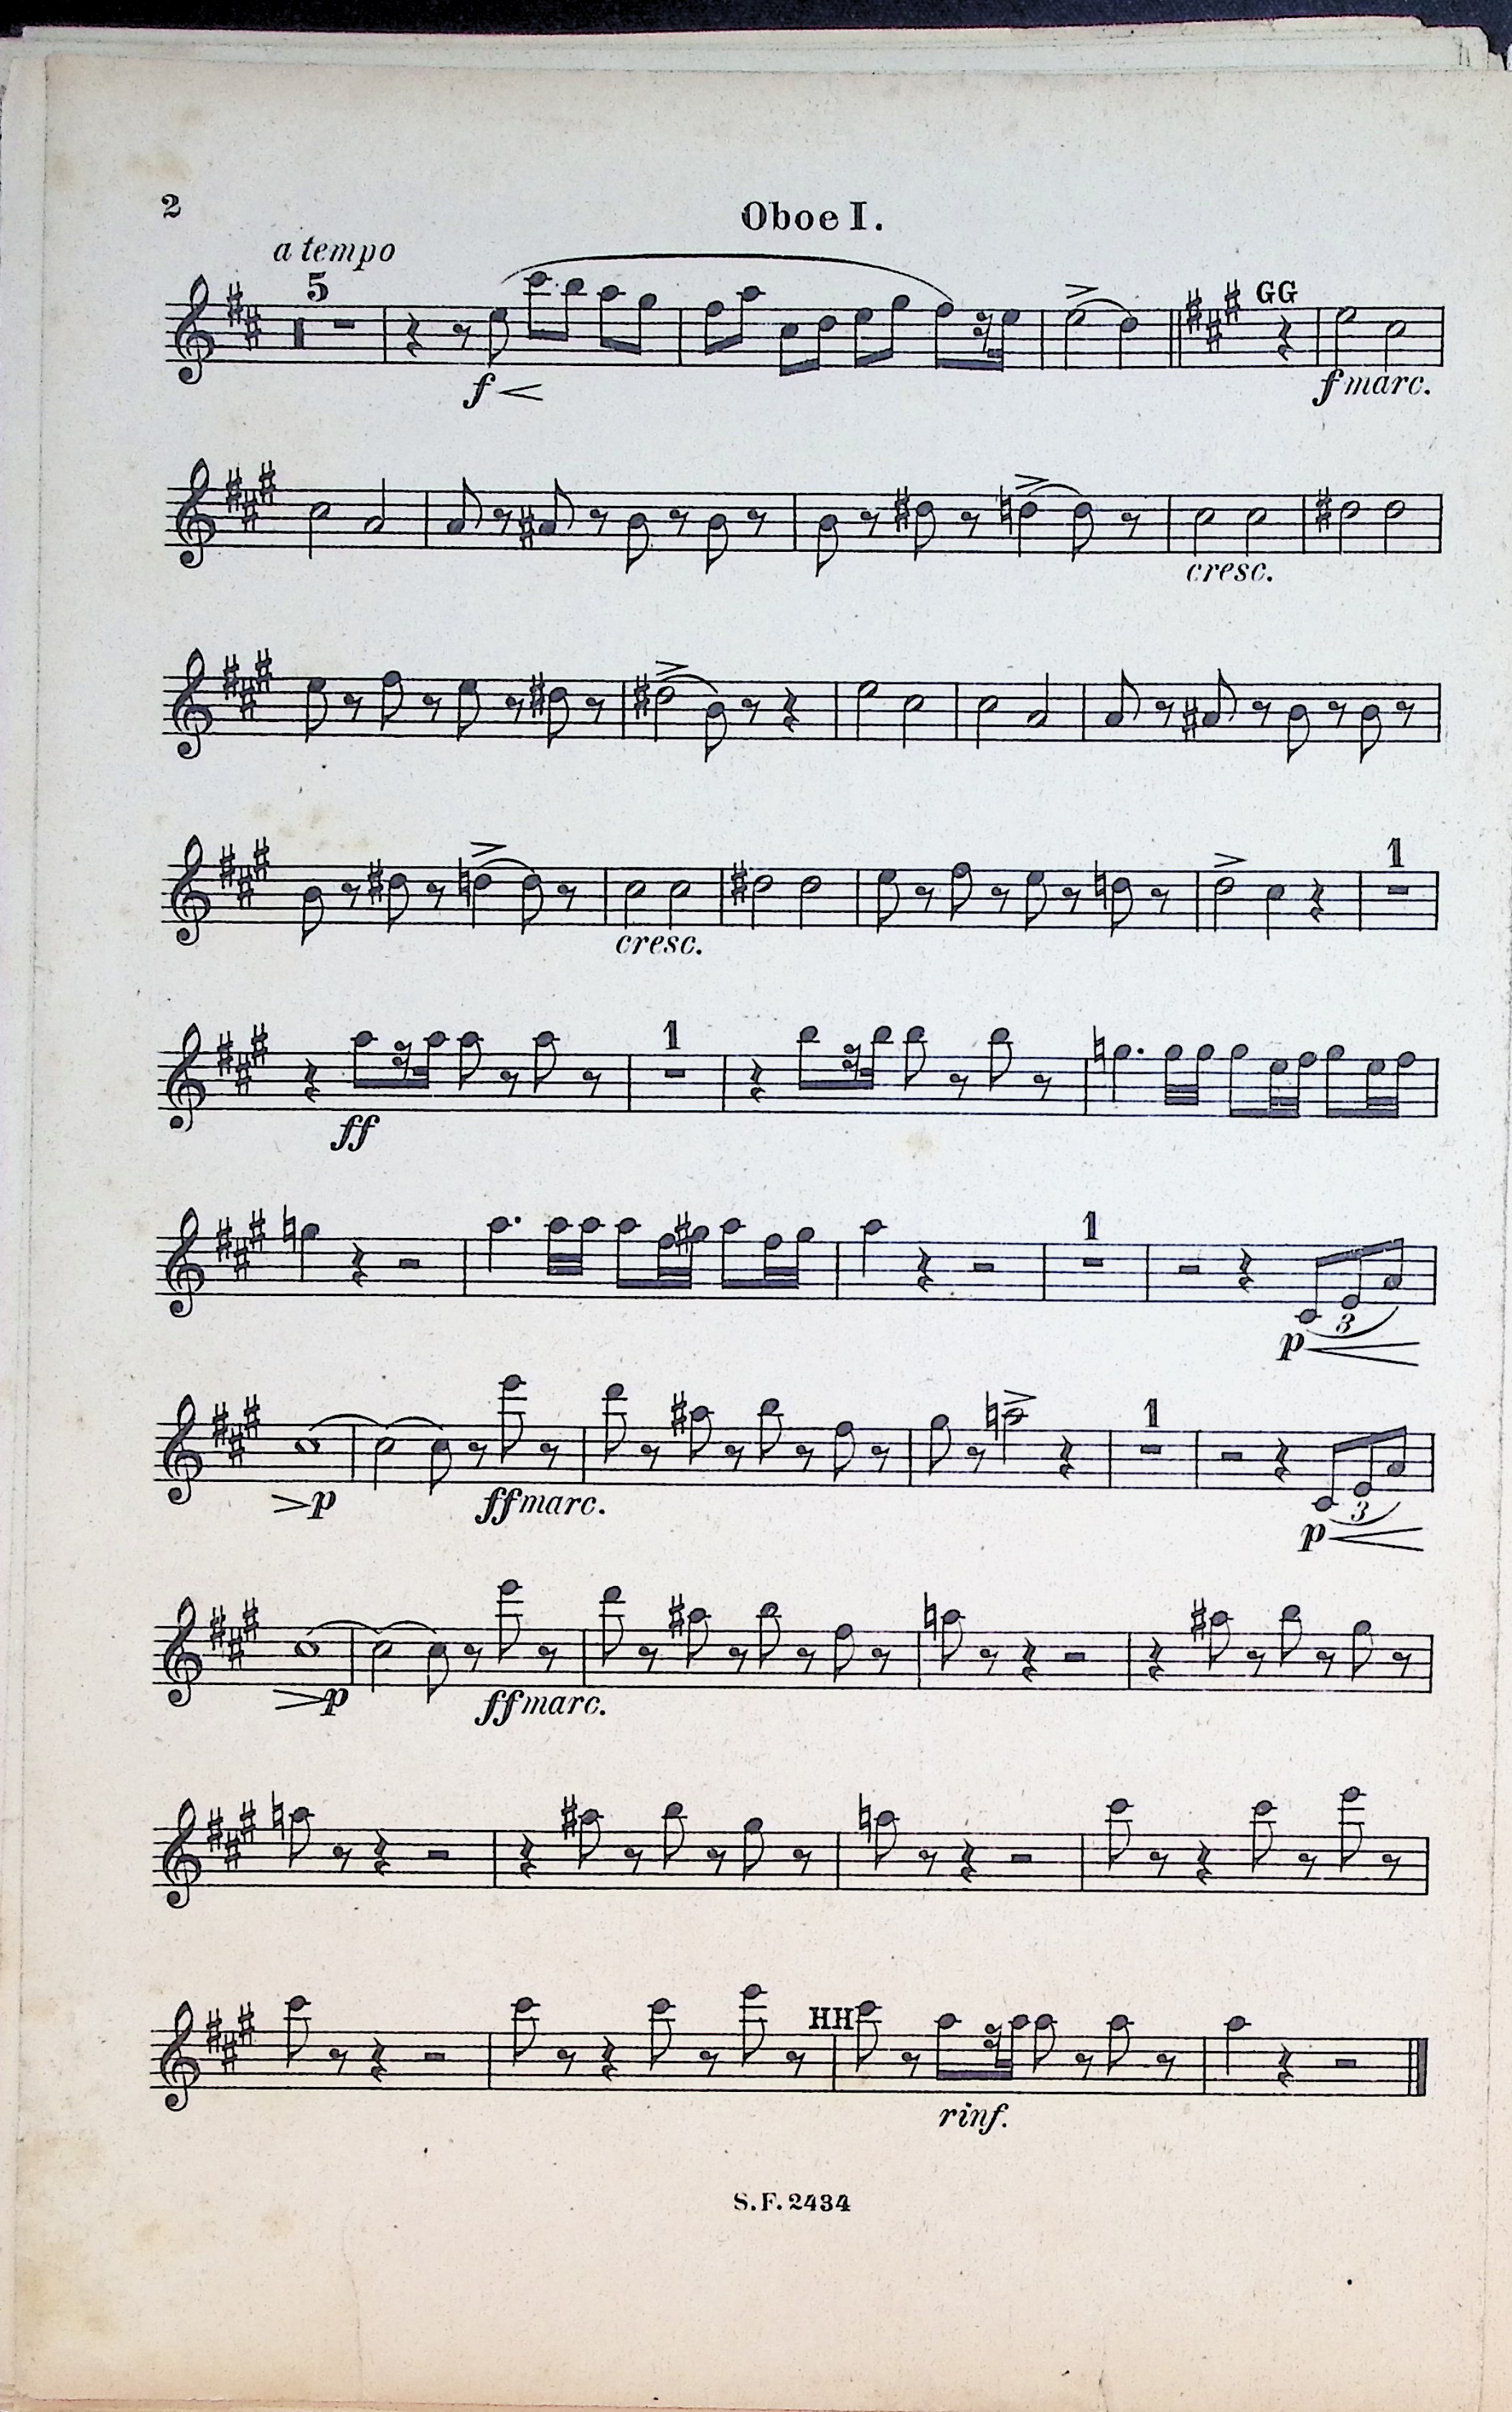 2
Oboe I.
a tempo
5
GG
f
f marc.
cresc.
1
cresc.
1
ff
1
3
p
1
p
ff marc.
3
p
p
ff marc.
HH
rinf.
S. F. 2434